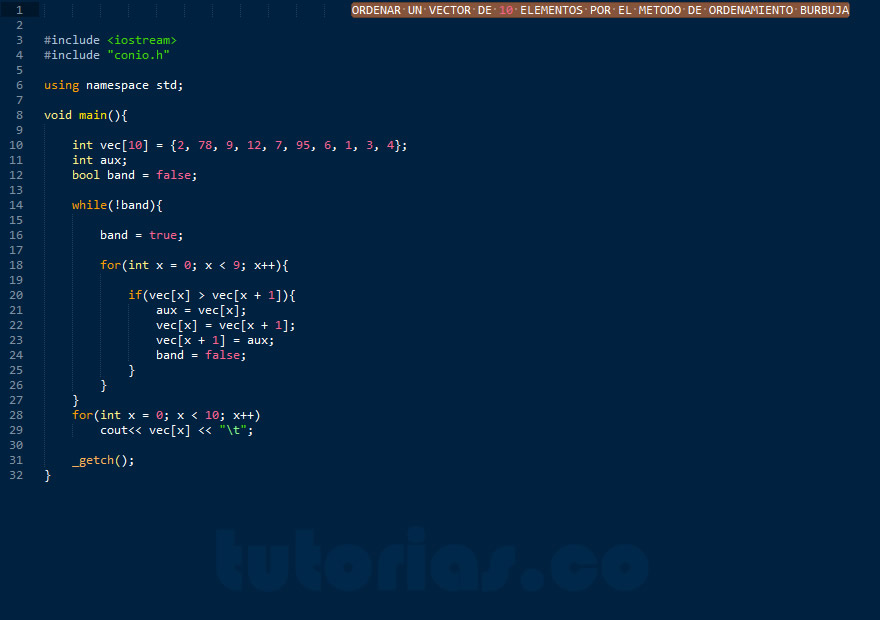 1 ORDENAR UN VECTOR DE 10 ELEMENTOS POR EL METODO DE ORDENAMIENTO BURBUJA
2
3 #include <iostream>
4 #include "conio.h"
5
6 using namespace std;
7
8 void main(){
9
10 int vec[10] = {2, 78, 9, 12, 7, 95, 6, 1, 3, 4};
11 int aux;
12 bool band = false;
13
14 while(!band){
15
16 band = true;
17
18 for(int x = 0; x < 9; x++){
19
20 if(vec[x] > vec[x + 1]){
21 aux = vec[x];
22 vec[x] = vec[x + 1];
23 vec[x + 1] = aux;
24 band = false;
25 }
26 }
27 }
28 for(int x = 0; x < 10; x++)
29 cout<< vec[x] << "\t";
30
31 _getch();
32 }
tutorias.co